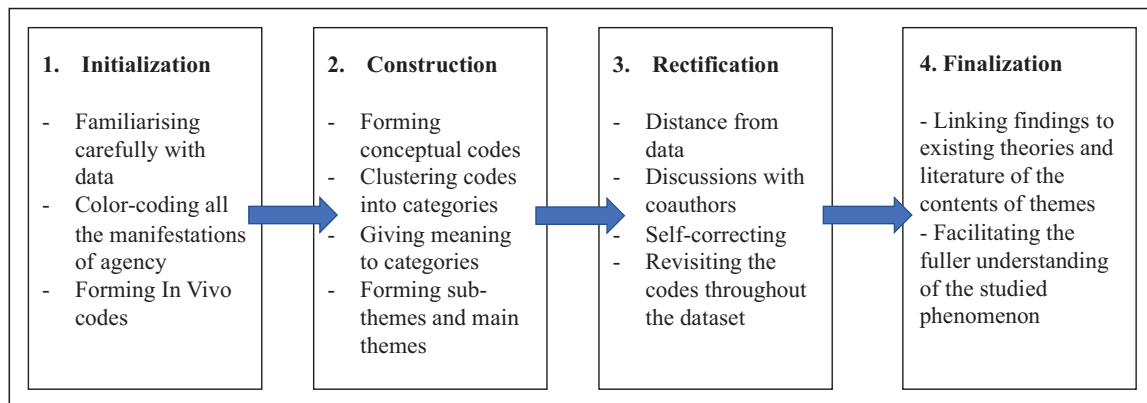 1. Initialization
- Familiarising
carefully with
data
- Color-coding all
the manifestations
of agency
- Forming In Vivo
codes
2. Construction
- Forming
conceptual codes
- Clustering codes
into categories
- Giving meaning
to categories
- Forming sub-
themes and main
themes
3. Rectification
- Distance from
data
- Discussions with
coauthors
- Self-correcting
- Revisiting the
codes throughout
the dataset
4. Finalization
- Linking findings to
existing theories and
literature of the
contents of themes
- Facilitating the
fuller understanding
of the studied
phenomenon